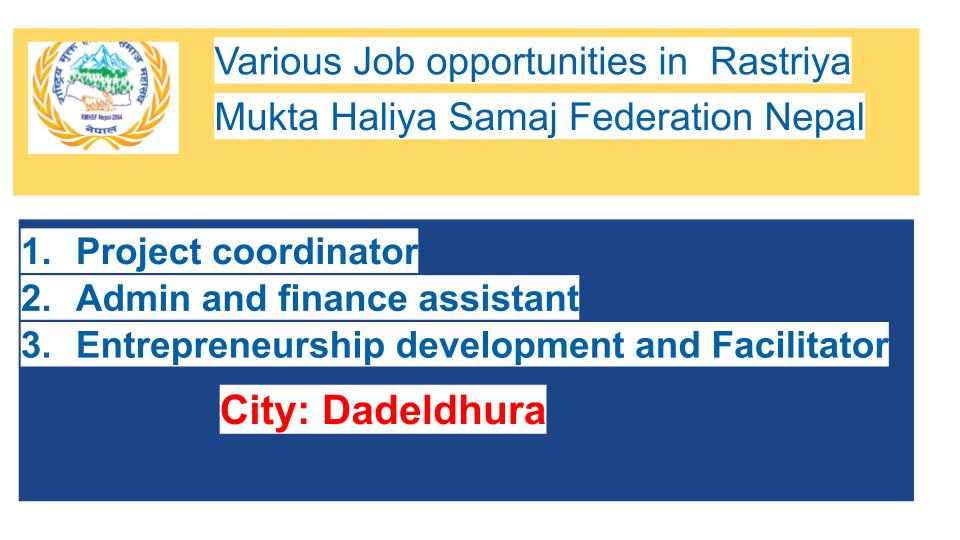 मुक्त
समाज
राष्ट्रिय
महासंघ
RMHSF Nepal-2064
नेपाल
Various Job opportunities in  Rastriya
Mukta Haliya Samaj Federation Nepal
1. Project coordinator
2. Admin and finance assistant
3. Entrepreneurship development and Facilitator
City: Dadeldhura